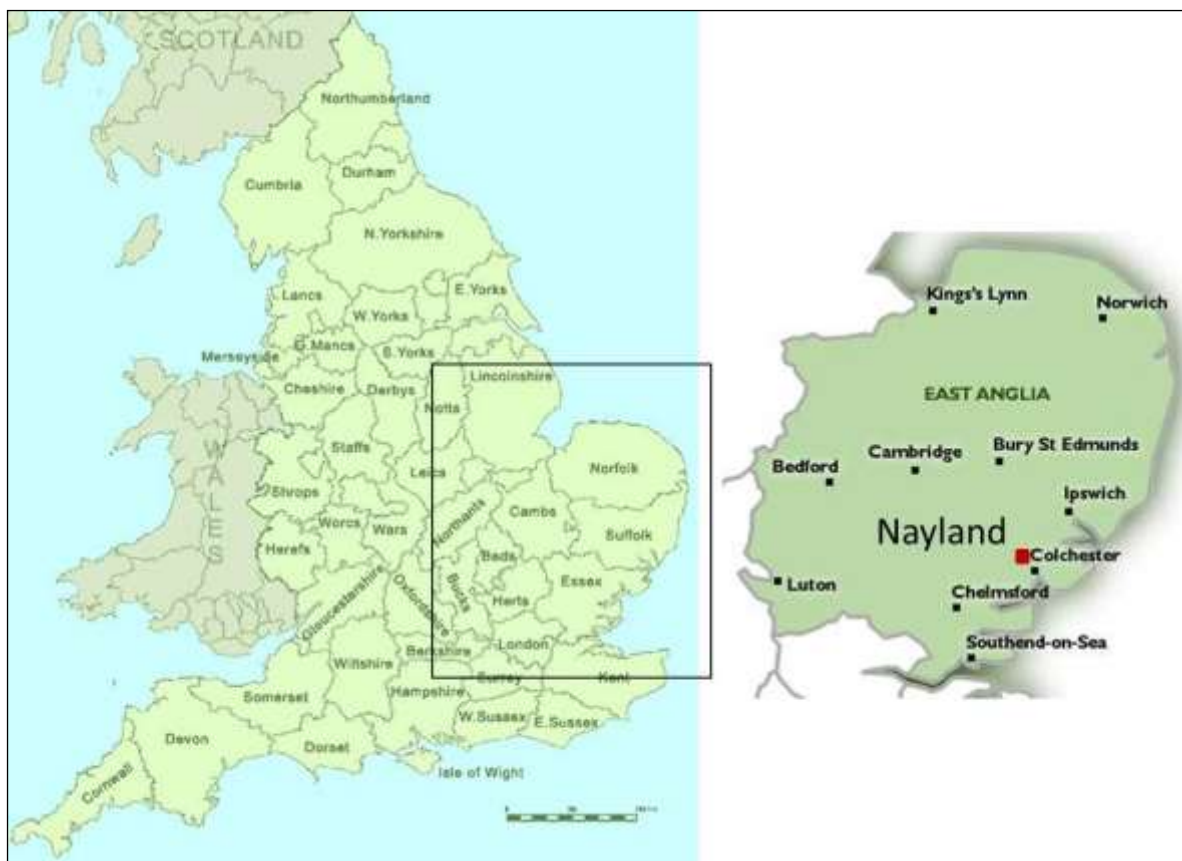 SCOTLAND
Northumberland
Durham
Cumbria
N.Yorkshire
Lancs
E.Yorks
W.Yorks
G.Mancs
S.Yorks
Merseyside
Lincolnshire
Cheshire
Derbys
Notts
WALES
Staffs
Norfolk
Leics
Shrops
Northants
Cambs
Worcs
Wars
Suffolk
Herefs
Beds
Bucks
Essex
Gloucestershire
Oxfordshire
Herts
London
Berkshire
Wiltshire
Surrey
Kent
Somerset
Hampshire
W.Sussex
E.Sussex
Devon
Dorset
Cornwall
Isle of Wight
0
Kings's Lynn
Norwich
EAST ANGLIA
Bury St Edmunds
Cambridge
Bedford
Ipswich
Nayland
Colchester
Luton
Chelmsford
Southend-on-Sea